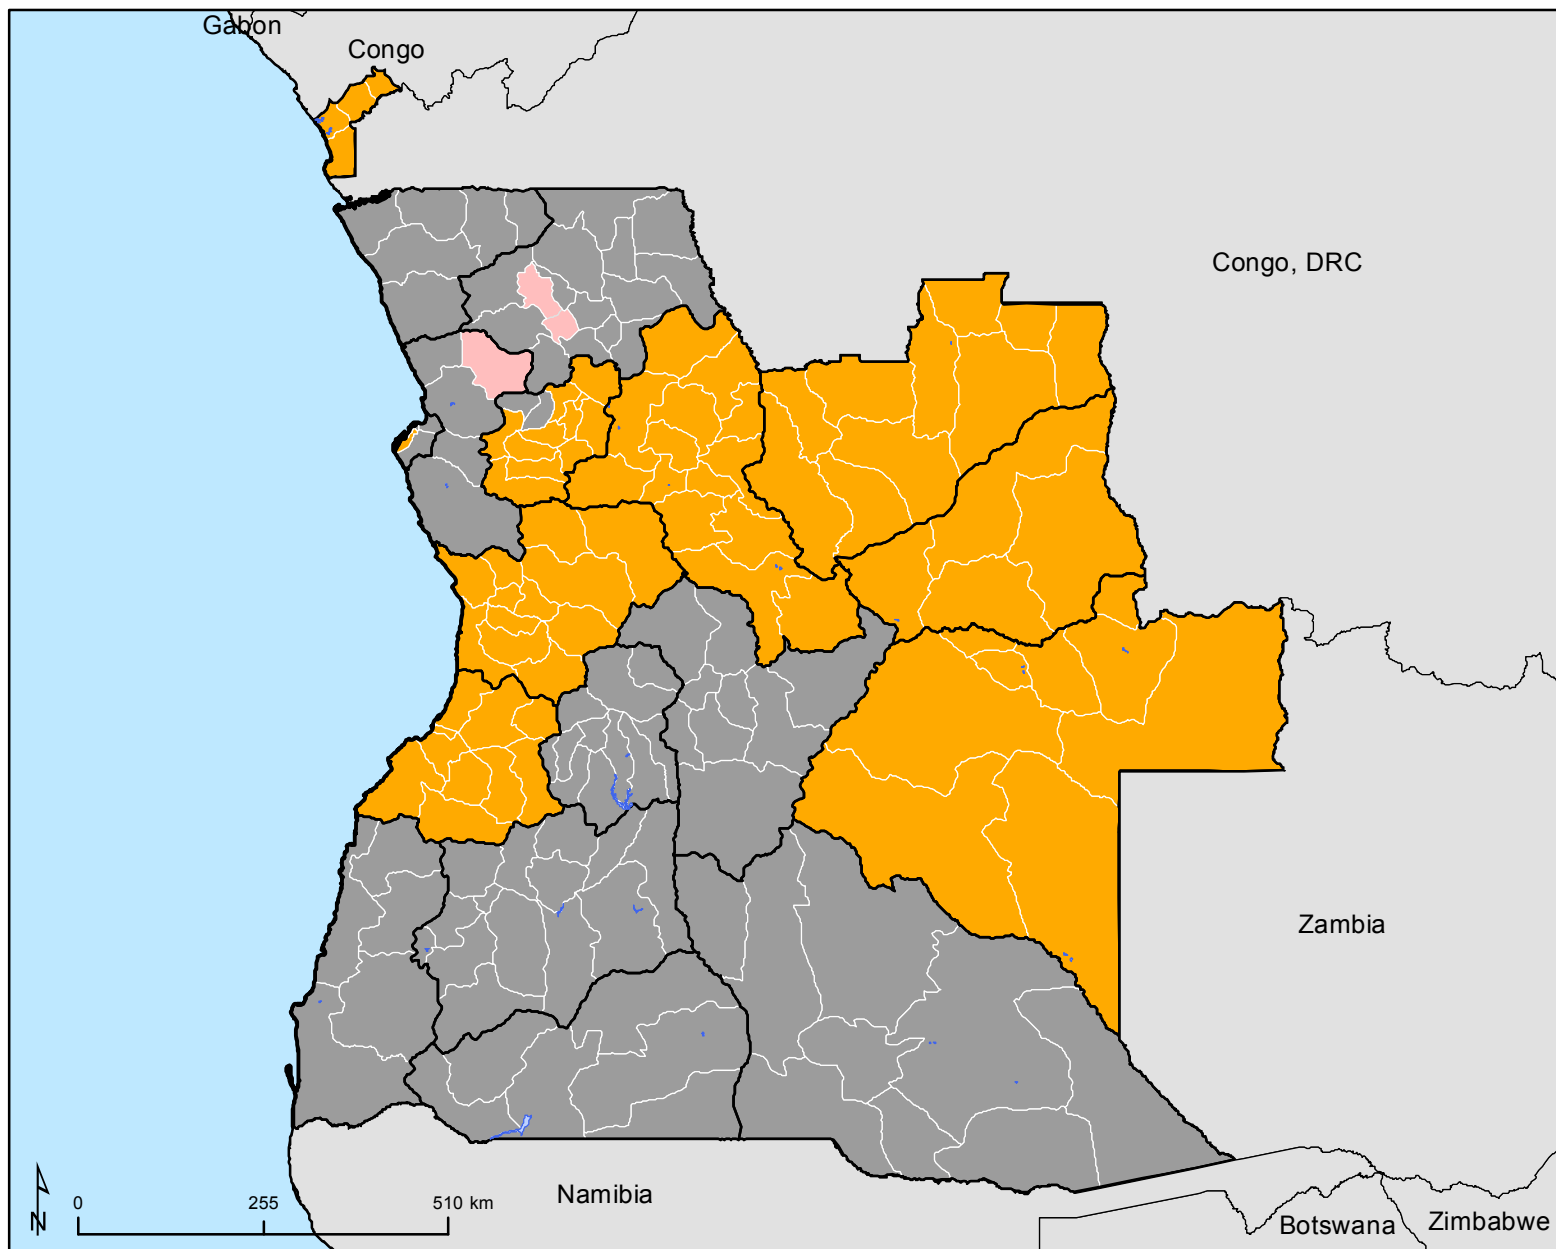 Gabon
Congo
Congo, DRC
Zambia
0 255 510 km
N
Namibia
Botswana
Zimbabwe